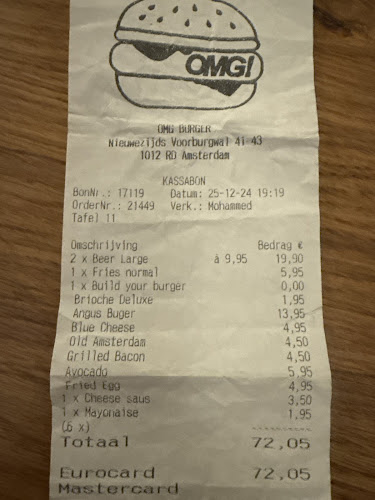 OMG!
OMG BURGER
Nieuwezijds Voorburgwal 41-43
1012 RD Amsterdam
KASSABON
BonNr.: 17119 Datum: 25-12-24 19:19
OrderNr.: 21449 Verk.: Mohammed
Tafel 11
Omschrijving Bedrag €
2 x Beer Large à 9,95 19,90
1 x Fries normal 5,95
1 x Build your burger 0,00
Brioche Deluxe 1,95
Angus Buger 13,95
Blue Cheese 4,95
Old Amsterdam 4,50
Grilled Bacon 4,50
Avocado 5,95
Fried Egg 4,95
1 x Cheese saus 3,50
1 x Mayonaise 1,95
(6 x) ---------
Totaal 72,05
Eurocard 72,05
Mastercard